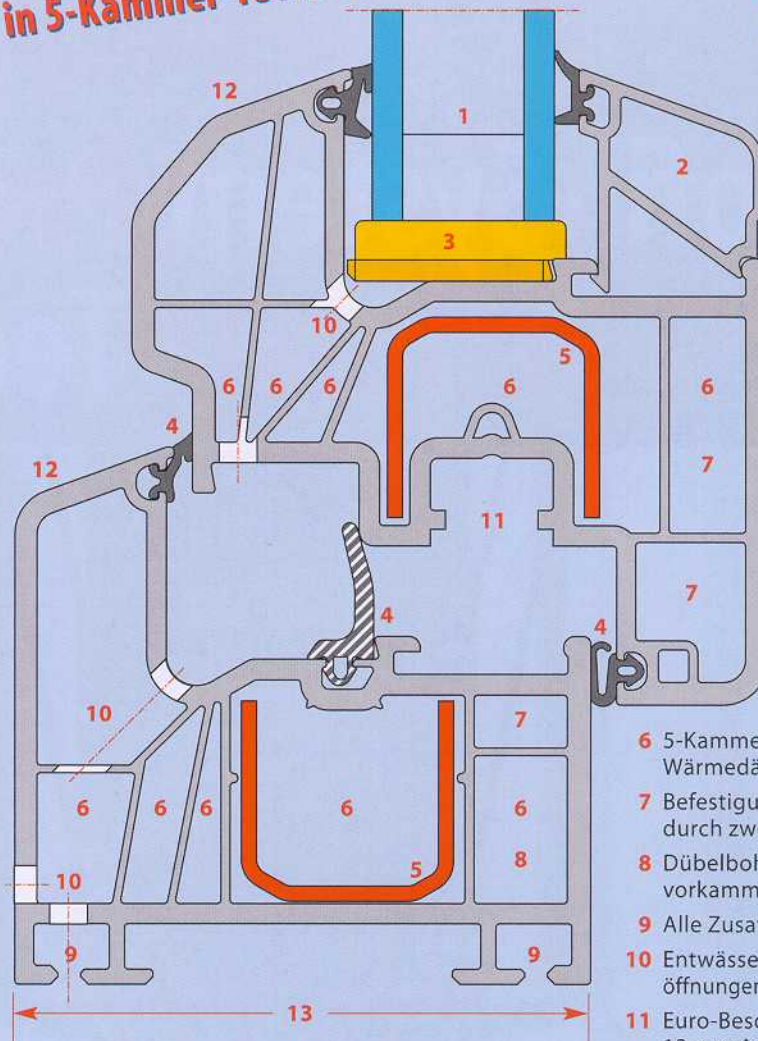 in 5-Kammer
12
1
2
3
10
5
6
6
6
6
6
4
12
7
11
7
4
4
10
7
6
6
6
6
6
8
5
10
9
9
13
6 5-Kamme
Wärmedä
7 Befestigu
durch zw
8 Dübelboh
vorkamm
9 Alle Zusa
10 Entwässe
öffnunge
11 Euro-Besc